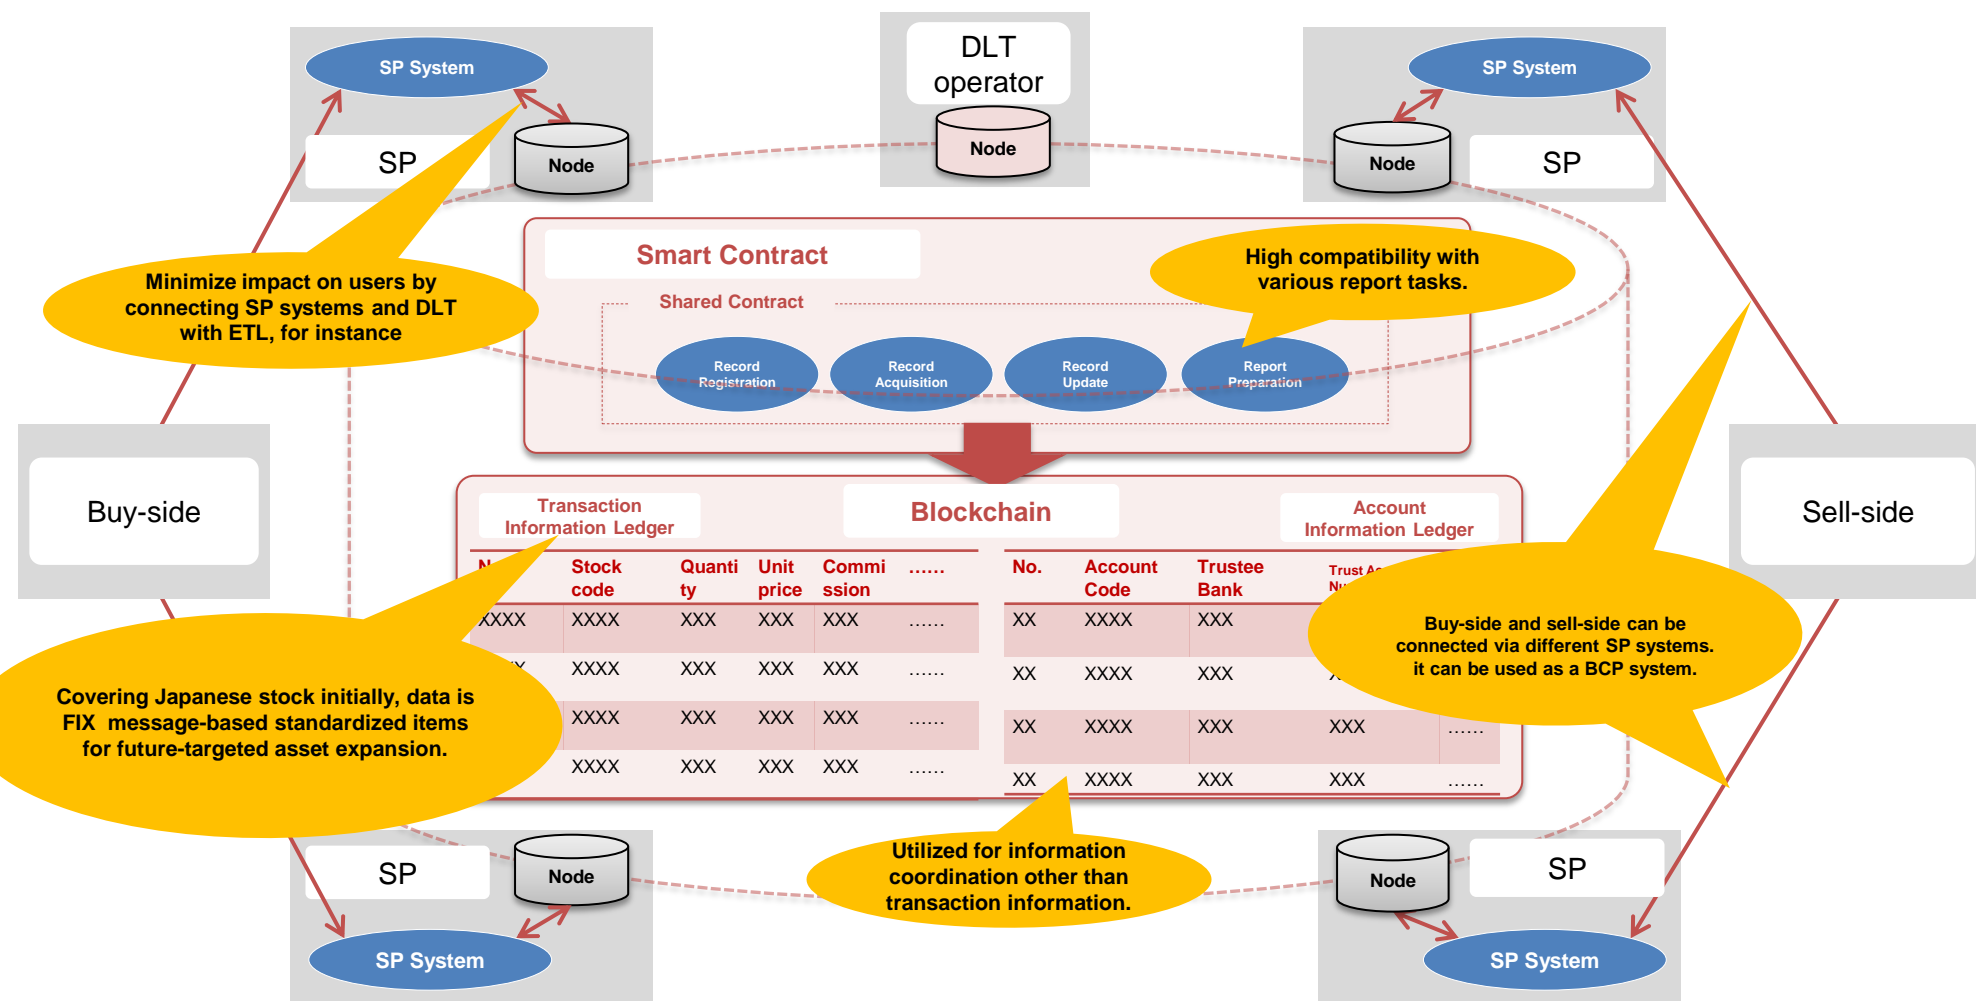 SP System
DLT
operator
SP System
SP
Node
Node
Node
SP
Smart Contract
High compatibility with
various report tasks.
Minimize impact on users by
connecting SP systems and DLT
with ETL, for instance
Shared Contract
Record
Registration
Record
Acquisition
Record
Update
Report
Preparation
Buy-side
Sell-side
Transaction
Information Ledger
Blockchain
Account
Information Ledger
Stock
code
Quanti
ty
Unit
price
Commi
ssion
......
No.
Account
Code
Trustee
Bank
Trust
XXXX XXXX XXX XXX XXX ......
XX XXXX XXX
XXXX XXX XXX XXX ......
XX XXXX XXX
XXXX XXX XXX XXX ......
XX XXXX XXX XXX ......
XXXX XXX XXX XXX ......
XX XXXX XXX XXX ......
Buy-side and sell-side can be
connected via different SP systems.
it can be used as a BCP system.
Covering Japanese stock initially, data is
FIX message-based standardized items
for future-targeted asset expansion.
Utilized for information
coordination other than
transaction information.
SP
Node
Node
SP
SP System
SP System